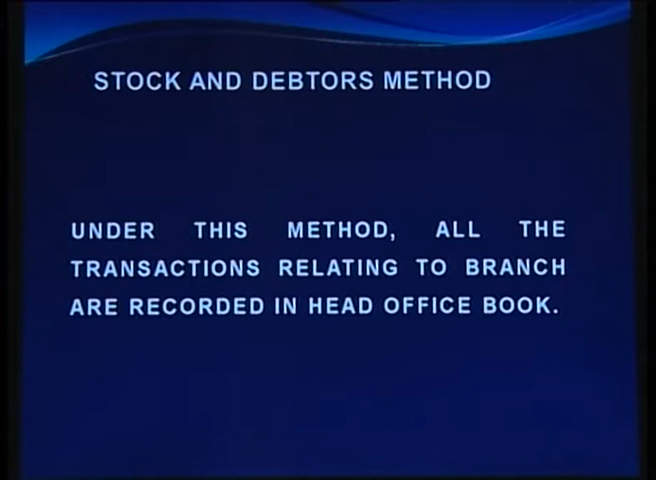 STOCK AND DEBTORS METHOD
UNDER THIS METHOD, ALL THE
TRANSACTIONS RELATING TO BRANCH
ARE RECORDED IN HEAD OFFICE BOOK.